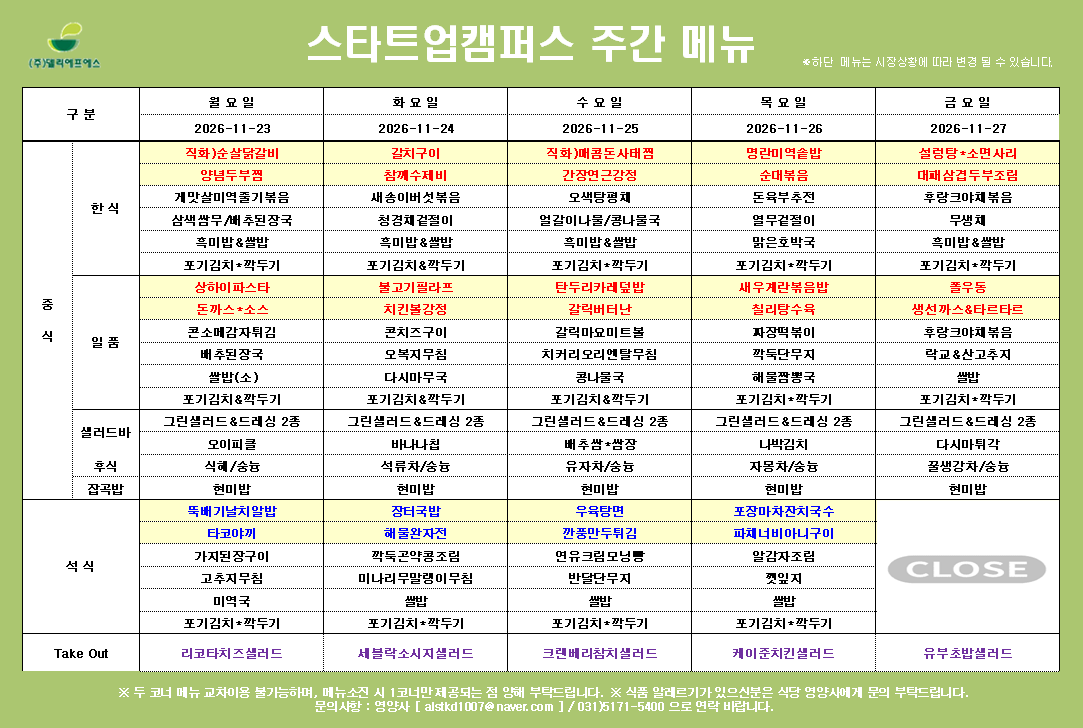 스타트업캠퍼스 주간 메뉴
(주)델리에프에스
※하단 메뉴는 시장상황에 따라 변경 될 수 있습니다.
구 분 월 요 일 화 요 일 수 요 일 목 요 일 금 요 일
2026-11-23 2026-11-24 2026-11-25 2026-11-26 2026-11-27
중 식
한 식
직화)순살닭갈비 갈치구이 직화)매콤돈사태찜 명란미역솥밥 설렁탕*소면사리
양념두부찜 참깨수제비 간장연근강정 순대볶음 대패삼겹두부조림
게맛살미역줄기볶음 새송이버섯볶음 오색탕평채 돈육부추전 후랑크야채볶음
삼색쌈무/배추된장국 청경채겉절이 얼갈이나물/콩나물국 열무겉절이 무생채
흑미밥&쌀밥 흑미밥&쌀밥 흑미밥&쌀밥 맑은호박국 흑미밥&쌀밥
포기김치*깍두기 포기김치&깍두기 포기김치*깍두기 포기김치*깍두기 포기김치*깍두기
일 품
상하이파스타 불고기필라프 탄두리카레덮밥 새우계란볶음밥 쫄우동
돈까스*소스 치킨볼강정 갈릭버터난 칠리탕수육 생선까스&타르타르
콘소메감자튀김 콘치즈구이 갈릭마요미트볼 짜장떡볶이 후랑크야채볶음
배추된장국 오복지무침 치커리오리엔탈무침 깍둑단무지 락교&산고추지
쌀밥(소) 다시마무국 콩나물국 해물짬뽕국 쌀밥
포기김치&깍두기 포기김치&깍두기 포기김치&깍두기 포기김치*깍두기 포기김치*깍두기
샐러드바
그린샐러드&드레싱 2종 그린샐러드&드레싱 2종 그린샐러드&드레싱 2종 그린샐러드&드레싱 2종 그린샐러드&드레싱 2종
오이피클 바나나칩 배추쌈*쌈장 나박김치 다시마튀각
후식 식혜/숭늉 석류차/숭늉 유자차/숭늉 자몽차/숭늉 꿀생강차/숭늉
잡곡밥 현미밥 현미밥 현미밥 현미밥 현미밥
석 식
뚝배기날치알밥 장터국밥 우육탕면 포장마차잔치국수
타코야끼 해물완자전 깐풍만두튀김 파채너비아니구이
가지된장구이 깍둑곤약콩조림 연유크림모닝빵 알감자조림
고추지무침 미나리무말랭이무침 반달단무지 깻잎지
미역국 쌀밥 쌀밥 쌀밥
포기김치*깍두기 포기김치*깍두기 포기김치*깍두기 포기김치*깍두기
CLOSE
Take Out 리코타치즈샐러드 세블락소시지샐러드 크랜베리참치샐러드 케이준치킨샐러드 유부초밥샐러드
※ 두 코너 메뉴 교차이용 불가능하며, 메뉴소진 시 1코너만 제공되는 점 양해 부탁드립니다. ※ 식품 알레르기가 있으신분은 식당 영양사에게 문의 부탁드립니다.
문의사항 : 영양사 [ alstkd1007@naver.com ] / 031)5171-5400 으로 연락 바랍니다.